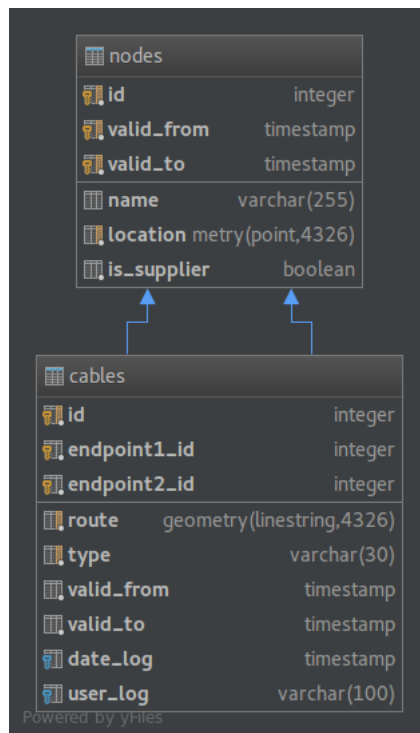 nodes
id integer
valid_from timestamp
valid_to timestamp
name varchar(255)
location metry(point,4326)
is_supplier boolean
cables
id integer
endpoint1_id integer
endpoint2_id integer
route geometry(linestring,4326)
type varchar(30)
valid_from timestamp
valid_to timestamp
date_log timestamp
user_log varchar(100)
Powered by yFiles